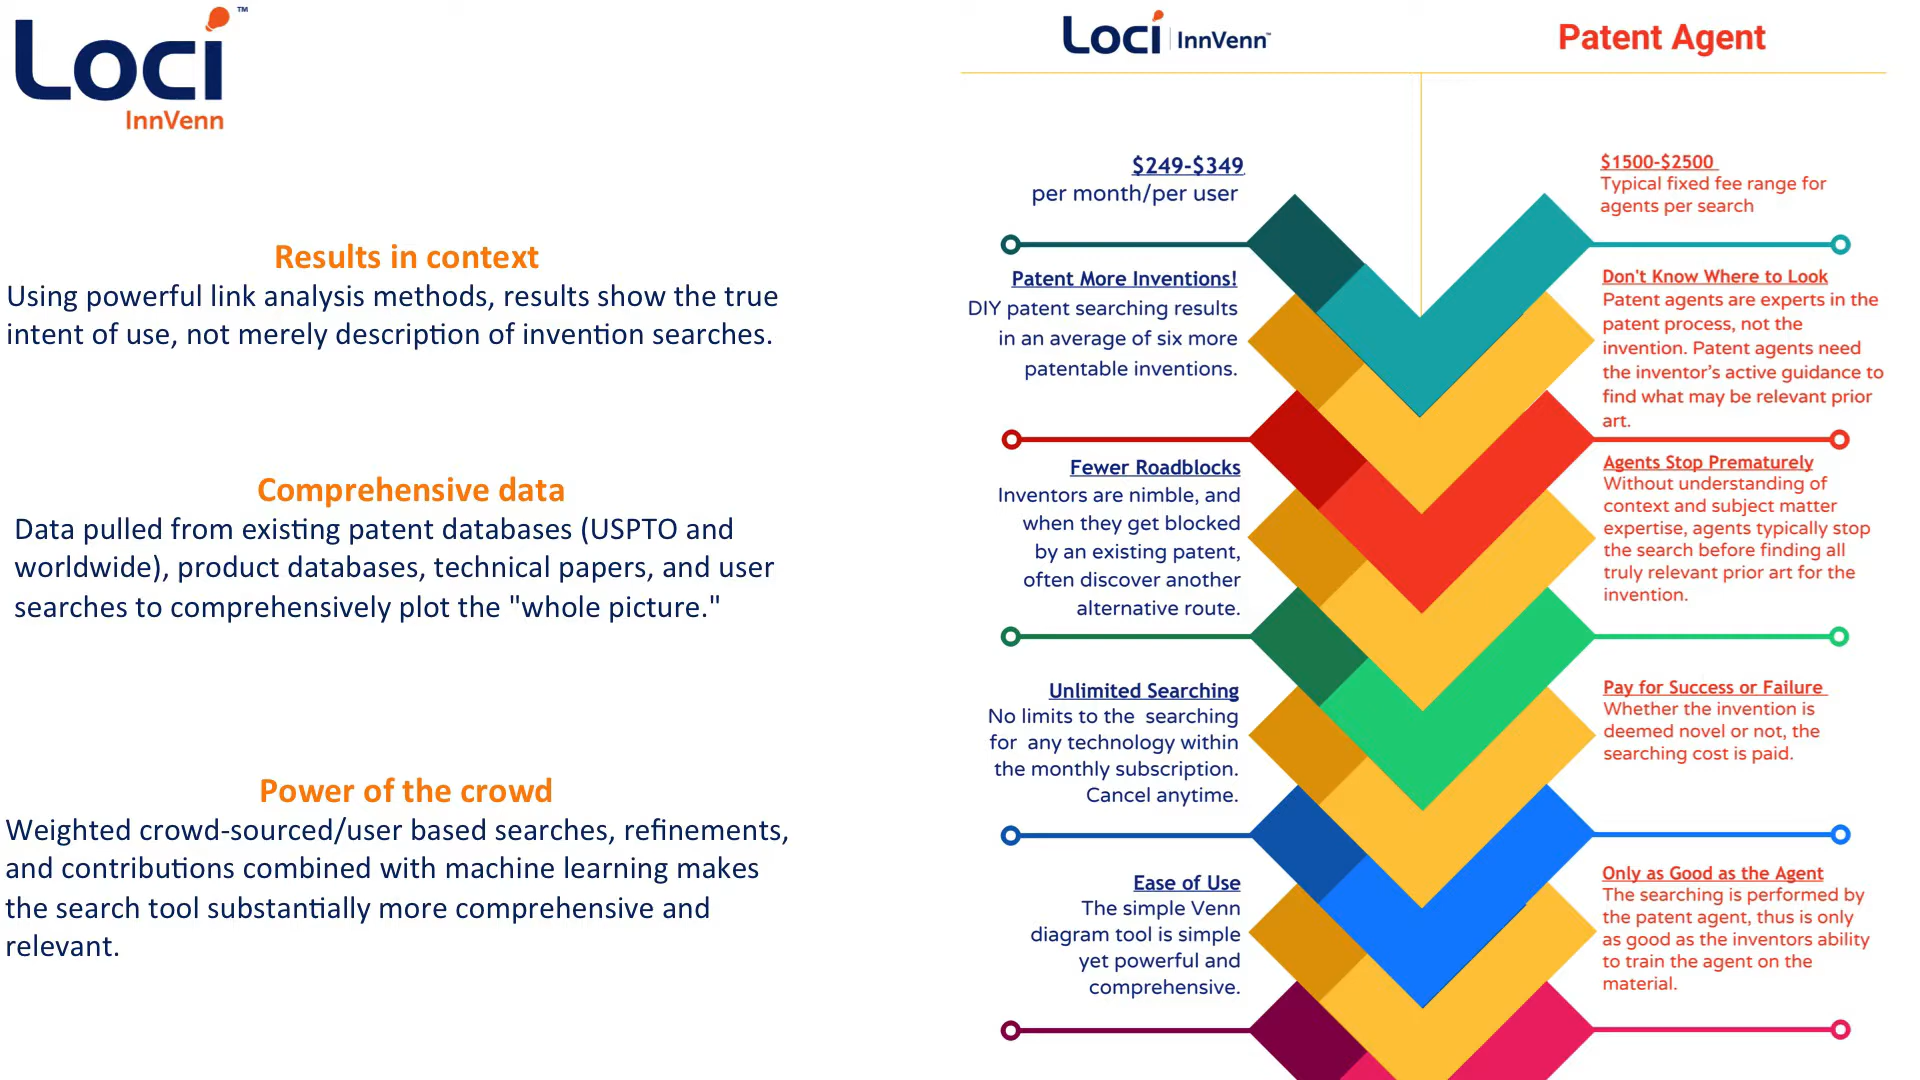 Loci™
InnVenn
Results in context
Using powerful link analysis methods, results show the true
intent of use, not merely description of invention searches.
Comprehensive data
Data pulled from existing patent databases (USPTO and
worldwide), product databases, technical papers, and user
searches to comprehensively plot the "whole picture."
Power of the crowd
Weighted crowd-sourced/user based searches, refinements,
and contributions combined with machine learning makes
the search tool substantially more comprehensive and
relevant.
Loci | InnVenn™
Patent Agent
$249-$349
per month/per user
$1500-$2500
Typical fixed fee range for
agents per search
Patent More Inventions!
DIY patent searching results
in an average of six more
patentable inventions.
Don't Know Where to Look
Patent agents are experts in the
patent process, not the
invention. Patent agents need
the inventor's active guidance to
find what may be relevant prior
art.
Fewer Roadblocks
Inventors are nimble, and
when they get blocked
by an existing patent,
often discover another
alternative route.
Agents Stop Prematurely
Without understanding of
context and subject matter
expertise, agents typically stop
the search before finding all
truly relevant prior art for the
invention.
Unlimited Searching
No limits to the searching
for any technology within
the monthly subscription.
Cancel anytime.
Pay for Success or Failure
Whether the invention is
deemed novel or not, the
searching cost is paid.
Ease of Use
The simple Venn
diagram tool is simple
yet powerful and
comprehensive.
Only as Good as the Agent
The searching is performed by
the patent agent, thus is only
as good as the inventors ability
to train the agent on the
material.